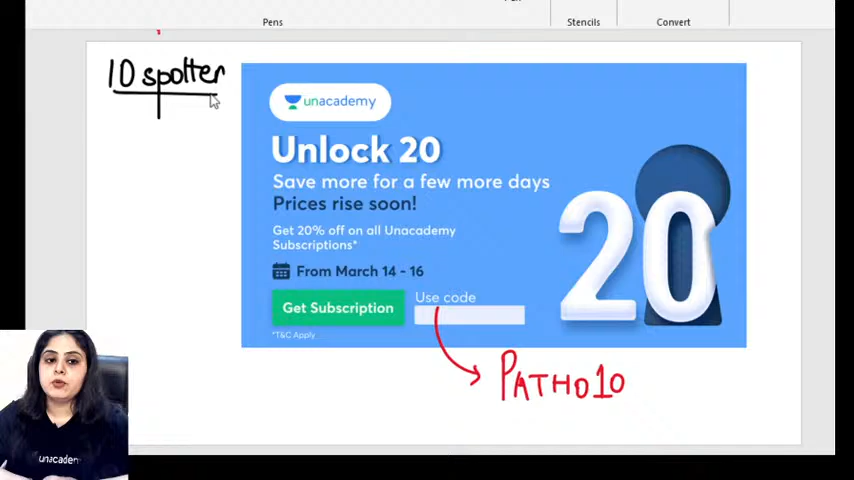 Pens
Stencils
Convert
10 spotter
unacademy
Unlock 20
Save more for a few more days
Prices rise soon!
Get 20% off on all Unacademy
Subscriptions*
From March 14 - 16
Get Subscription
Use code
*T&C Apply
20
PATHO10
unacademy